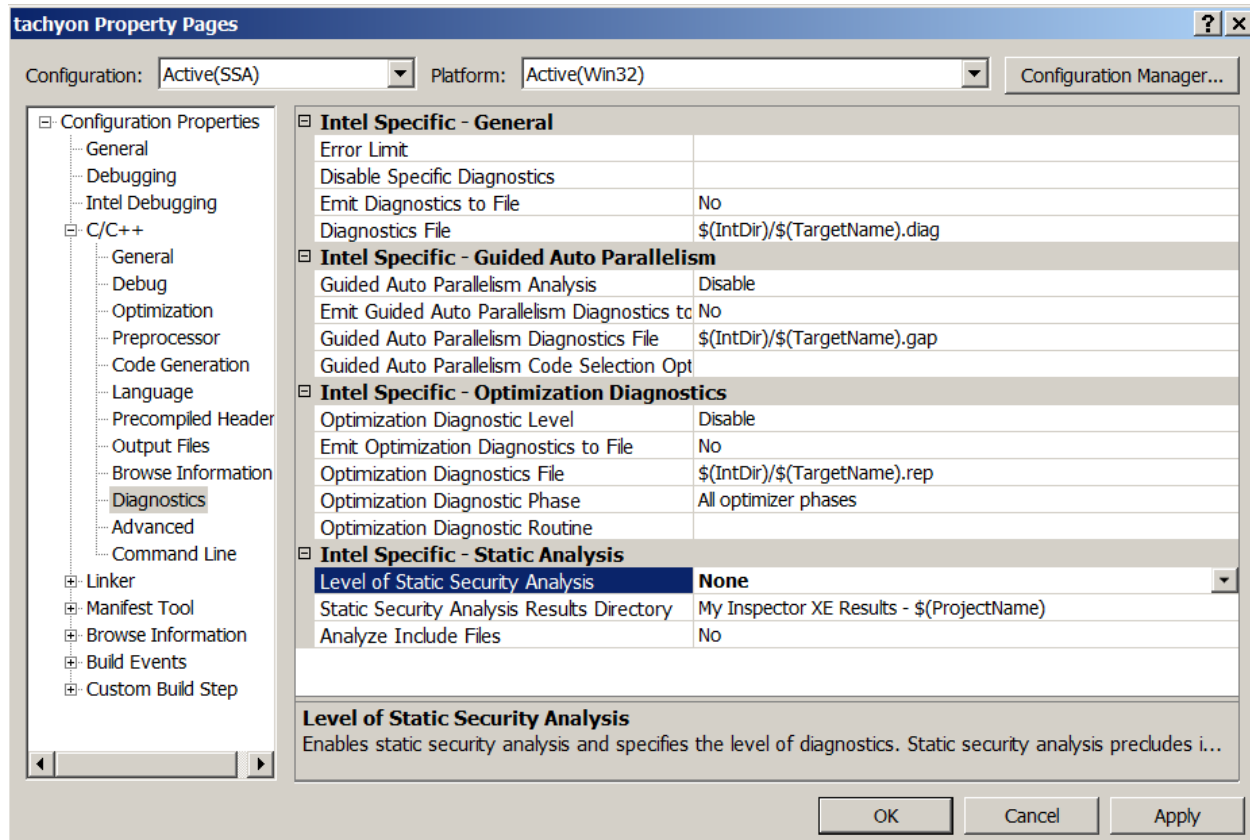 tachyon Property Pages
Configuration: Active(SSA) Platform: Active(Win32) Configuration Manager...
Configuration Properties
General
Debugging
Intel Debugging
C/C++
General
Debug
Optimization
Preprocessor
Code Generation
Language
Precompiled Header
Output Files
Browse Information
Diagnostics
Advanced
Command Line
Linker
Manifest Tool
Browse Information
Build Events
Custom Build Step
Intel Specific - General
Error Limit
Disable Specific Diagnostics
Emit Diagnostics to File No
Diagnostics File $(IntDir)/$(TargetName).diag
Intel Specific - Guided Auto Parallelism
Guided Auto Parallelism Analysis Disable
Emit Guided Auto Parallelism Diagnostics to No
Guided Auto Parallelism Diagnostics File $(IntDir)/$(TargetName).gap
Guided Auto Parallelism Code Selection Opt
Intel Specific - Optimization Diagnostics
Optimization Diagnostic Level Disable
Emit Optimization Diagnostics to File No
Optimization Diagnostics File $(IntDir)/$(TargetName).rep
Optimization Diagnostic Phase All optimizer phases
Optimization Diagnostic Routine
Intel Specific - Static Analysis
Level of Static Security Analysis None
Static Security Analysis Results Directory My Inspector XE Results - $(ProjectName)
Analyze Include Files No
Level of Static Security Analysis
Enables static security analysis and specifies the level of diagnostics. Static security analysis precludes i...
OK Cancel Apply